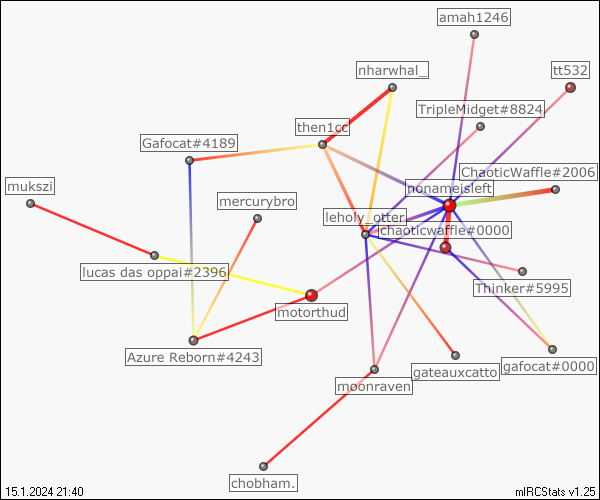 amah1246
nharwhal_
tt532
TripleMidget#8824
then1cc
Gafocat#4189
ChaoticWaffle#2006
mukszi
nonameisleft
mercurybro
leholy_otter
chaoticwaffle#0000
lucas das oppai#2396
Thinker#5995
motorthud
Azure Reborn#4243
gafocat#0000
gateauxcatto
moonraven
chobham.
15.1.2024 21:40
mIRCStats v1.25